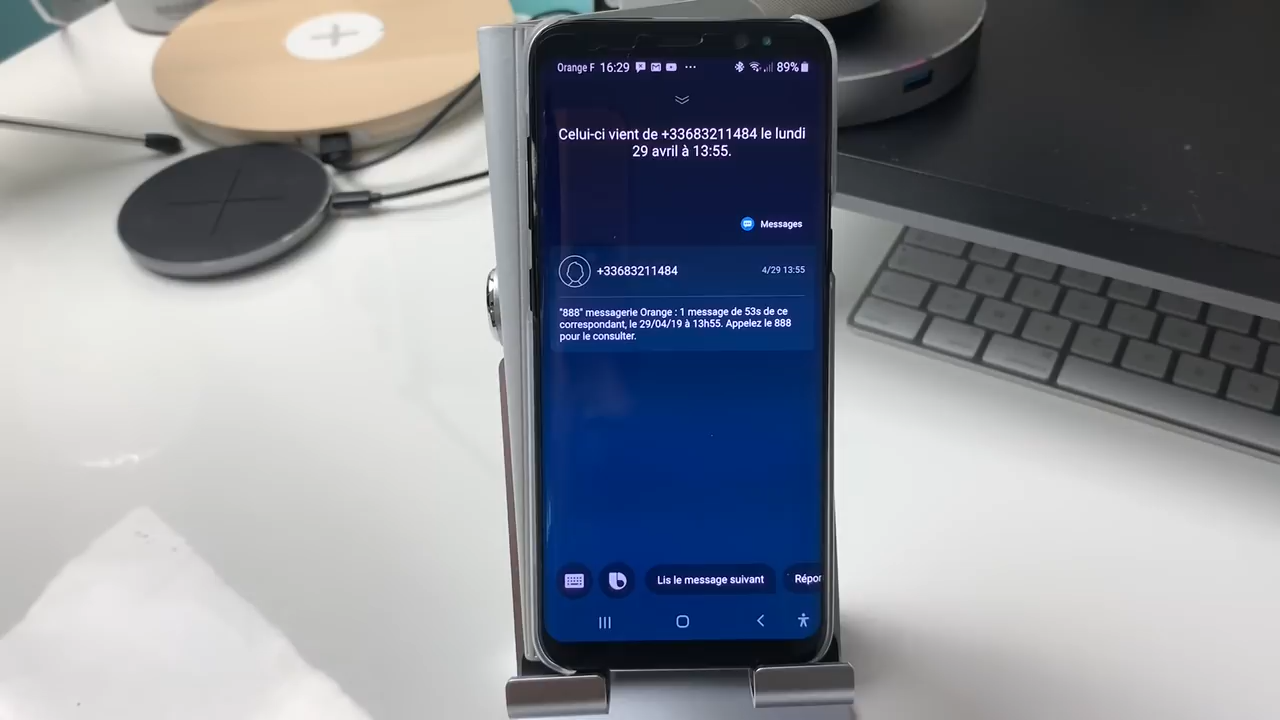 Orange F 16:29 ... 89%
Celui-ci vient de +33683211484 le lundi
29 avril à 13:55.
Messages
+33683211484 4/29 13:55
"888" messagerie Orange : 1 message de 53s de ce
correspondant, le 29/04/19 à 13h55. Appelez le 888
pour le consulter.
Lis le message suivant Répor